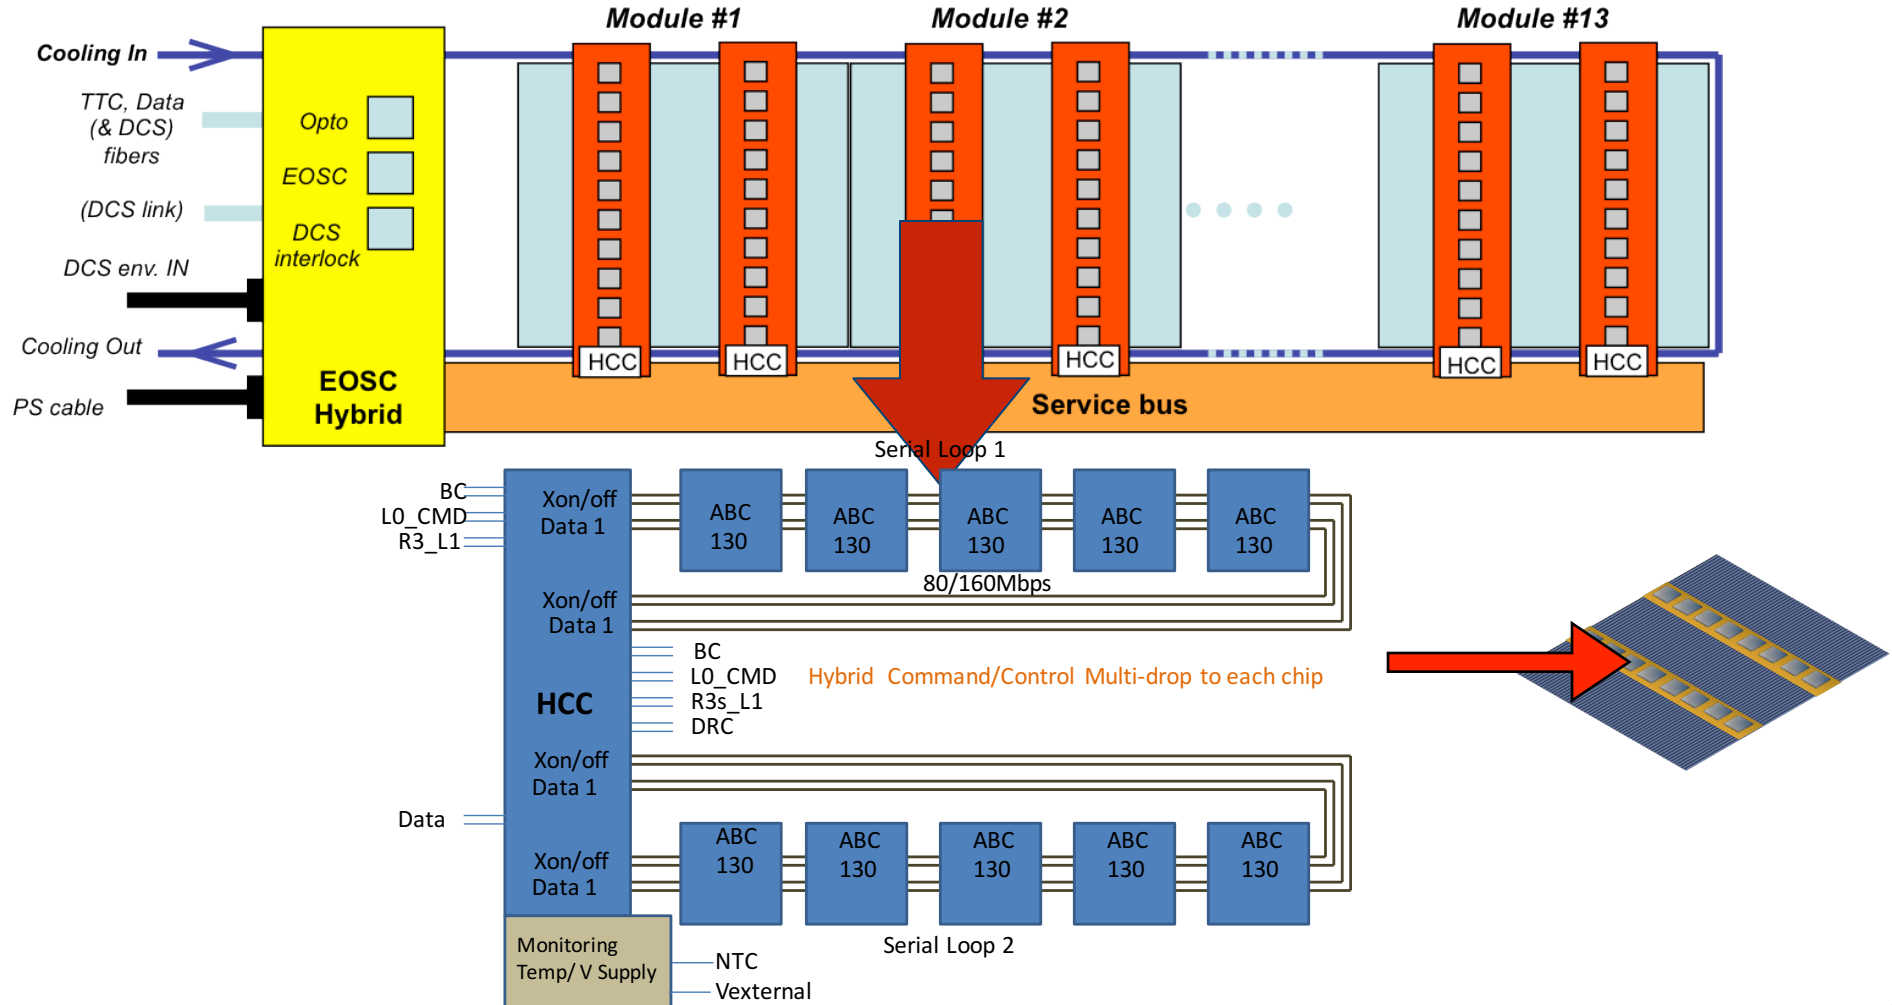 Module #1
Module #2
Module #13
Cooling In
TTC, Data
(& DCS)
fibers
(DCS link)
DCS env. IN
Cooling Out
PS cable
Opto
EOSC
DCS
interlock
EOSC
Hybrid
HCC
HCC
HCC
HCC
HCC
Service bus
Serial Loop 1
BC
L0_CMD
R3_L1
Xon/off
Data 1
ABC
130
ABC
130
ABC
130
ABC
130
ABC
130
80/160Mbps
Xon/off
Data 1
BC
L0_CMD
R3s_L1
DRC
Hybrid Command/Control Multi-drop to each chip
HCC
Xon/off
Data 1
Data
Xon/off
Data 1
ABC
130
ABC
130
ABC
130
ABC
130
ABC
130
Serial Loop 2
Monitoring
Temp/ V Supply
NTC
Vexternal